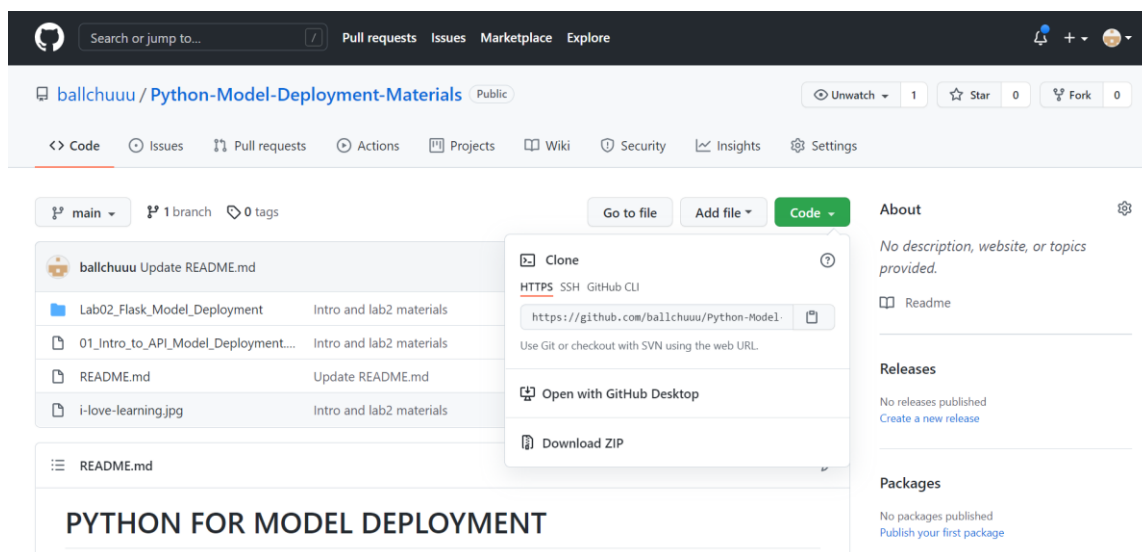 Search or jump to... / Pull requests Issues Marketplace Explore
ballchuuu / Python-Model-Deployment-Materials Public Unwatch 1 Star 0 Fork 0
<> Code Issues Pull requests Actions Projects Wiki Security Insights Settings
main 1 branch 0 tags Go to file Add file Code
ballchuuu Update README.md
Lab02_Flask_Model_Deployment Intro and lab2 materials
01_Intro_to_API_Model_Deployment.... Intro and lab2 materials
README.md Update README.md
i-love-learning.jpg Intro and lab2 materials
Clone
HTTPS SSH GitHub CLI
https://github.com/ballchuuu/Python-Model-
Use Git or checkout with SVN using the web URL.
Open with GitHub Desktop
Download ZIP
README.md
PYTHON FOR MODEL DEPLOYMENT
About
No description, website, or topics
provided.
Readme
Releases
No releases published
Create a new release
Packages
No packages published
Publish your first package